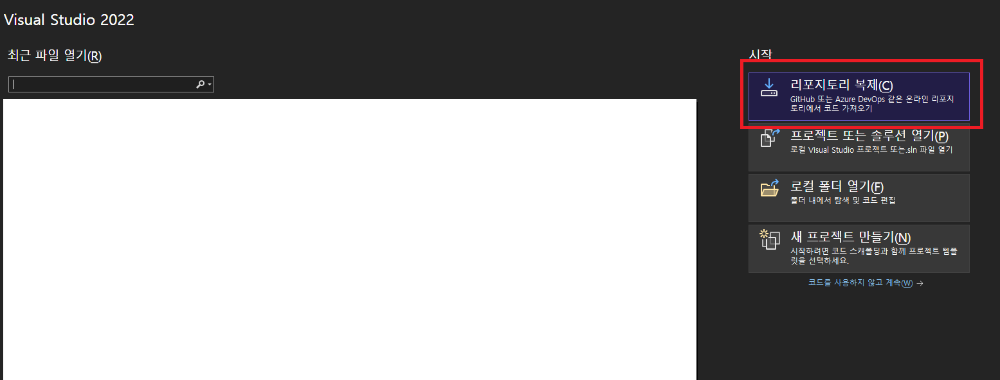 Visual Studio 2022
최근 파일 열기(R)
시작
리포지토리 복제(C)
GitHub 또는 Azure DevOps 같은 온라인 리포지
토리에서 코드 가져오기
프로젝트 또는 솔루션 열기(P)
로컬 Visual Studio 프로젝트 또는.sln 파일 열기
로컬 폴더 열기(F)
폴더 내에서 탐색 및 코드 편집
새 프로젝트 만들기(N)
시작하려면 코드 스캐폴딩과 함께 프로젝트 템플
릿을 선택하세요.
코드를 사용하지 않고 계속(W) →